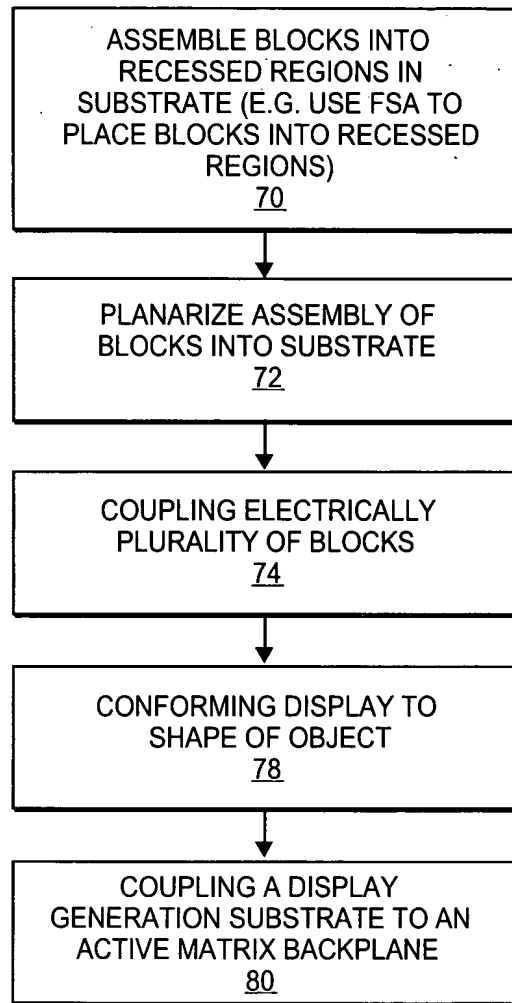 ASSEMBLE BLOCKS INTO
RECESSED REGIONS IN
SUBSTRATE (E.G. USE FSA TO
PLACE BLOCKS INTO RECESSED
REGIONS)
70
PLANARIZE ASSEMBLY OF
BLOCKS INTO SUBSTRATE
72
COUPLING ELECTRICALLY
PLURALITY OF BLOCKS
74
CONFORMING DISPLAY TO
SHAPE OF OBJECT
78
COUPLING A DISPLAY
GENERATION SUBSTRATE TO AN
ACTIVE MATRIX BACKPLANE
80